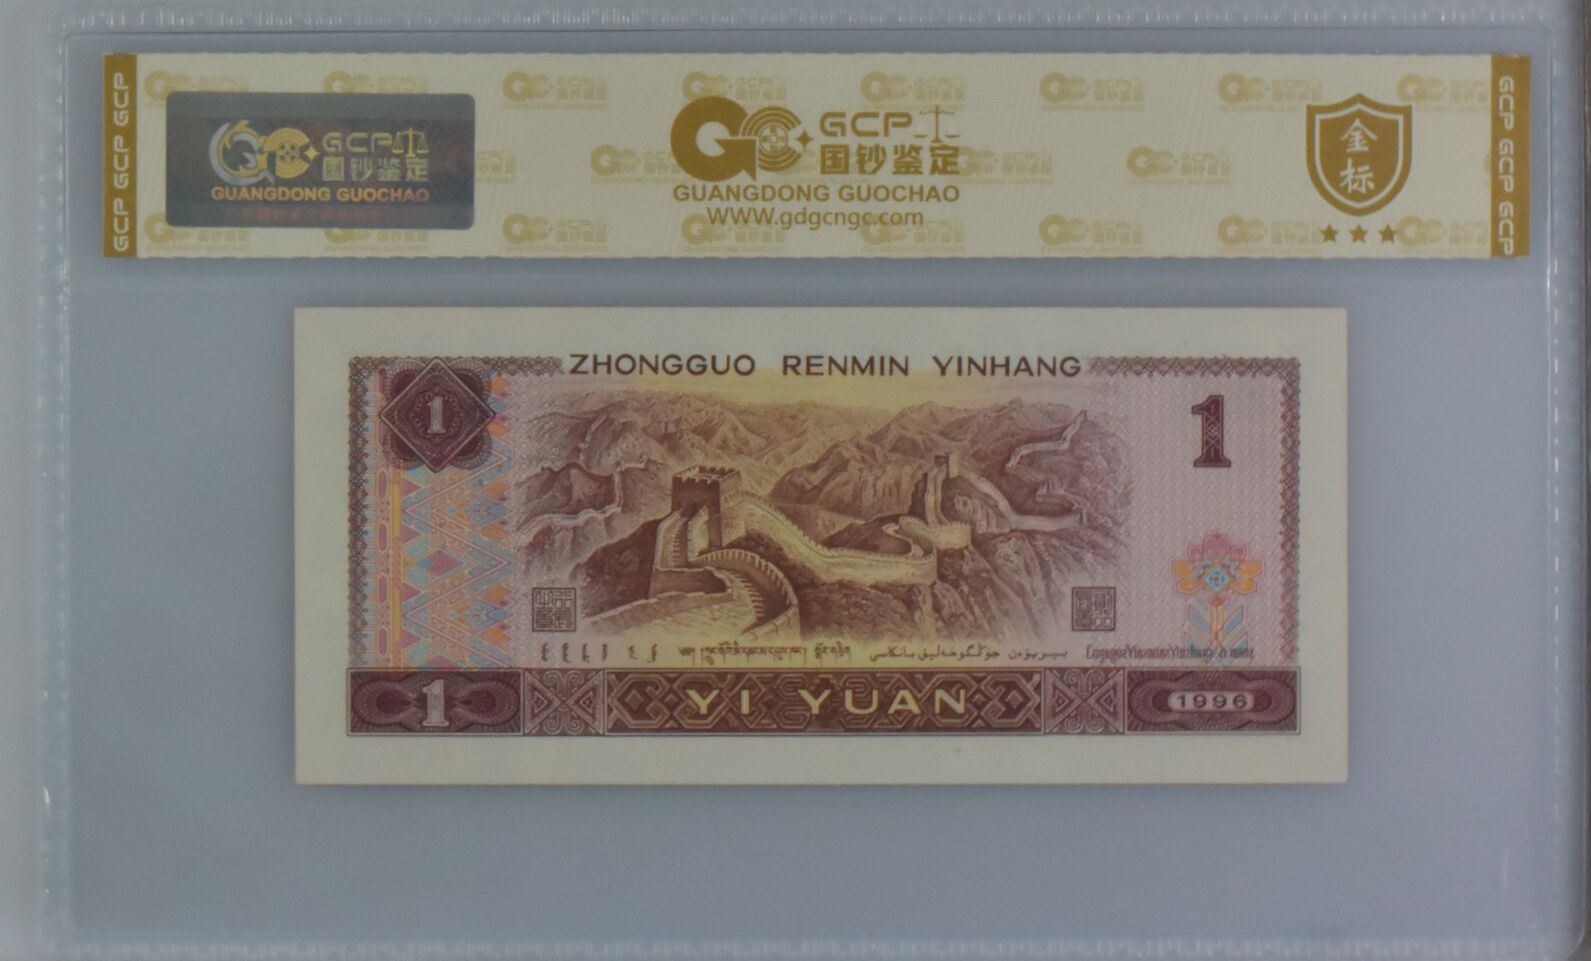 GCP GCP GCP
GCP
国钞鉴定
GUANGDONG GUOCHAO
GCP
国钞鉴定
GUANGDONG GUOCHAO
WWW.gdgcngc.com
金标
GCP GCP GCP
ZHONGGUO RENMIN YINHANG
1
1
1
YI YUAN
1996